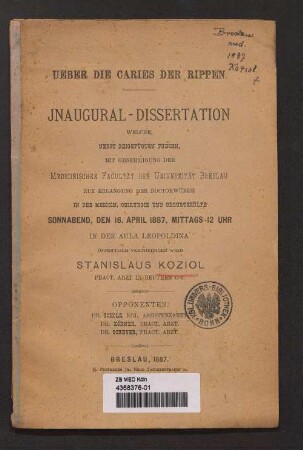 Breslau
med.
1887
Koziol
UEBER DIE CARIES DER RIPPEN
JNAUGURAL-DISSERTATION
WELCHE,
NEBST BEIGEFÜGTEN THESEN,
MIT GENEHMIGUNG DER
MEDICINISCHEN FACULTÄT DER UNIVERSITÄT BRESLAU
ZUR ERLANGUNG DER DOCTORWÜRDE
IN DER MEDICIN, CHIRURGIE UND GEBURTSHÜLFE
SONNABEND, DEN 16. APRIL 1887, MITTAGS 12 UHR
IN DER AULA LEOPOLDINA
ÖFFENTLICH VERTHEIDIGEN WIRD
STANISLAUS KOZIOL
PRACT. ARZT IN BEUTHEN
OPPONENTEN:
DR. KGL. ASSISTENZARZT
DR. KÖRNER, PRACT. ARZT.
DR. PRACT. ARZT.
BRESLAU, 1887.
ZB MED Köln
4368376-01